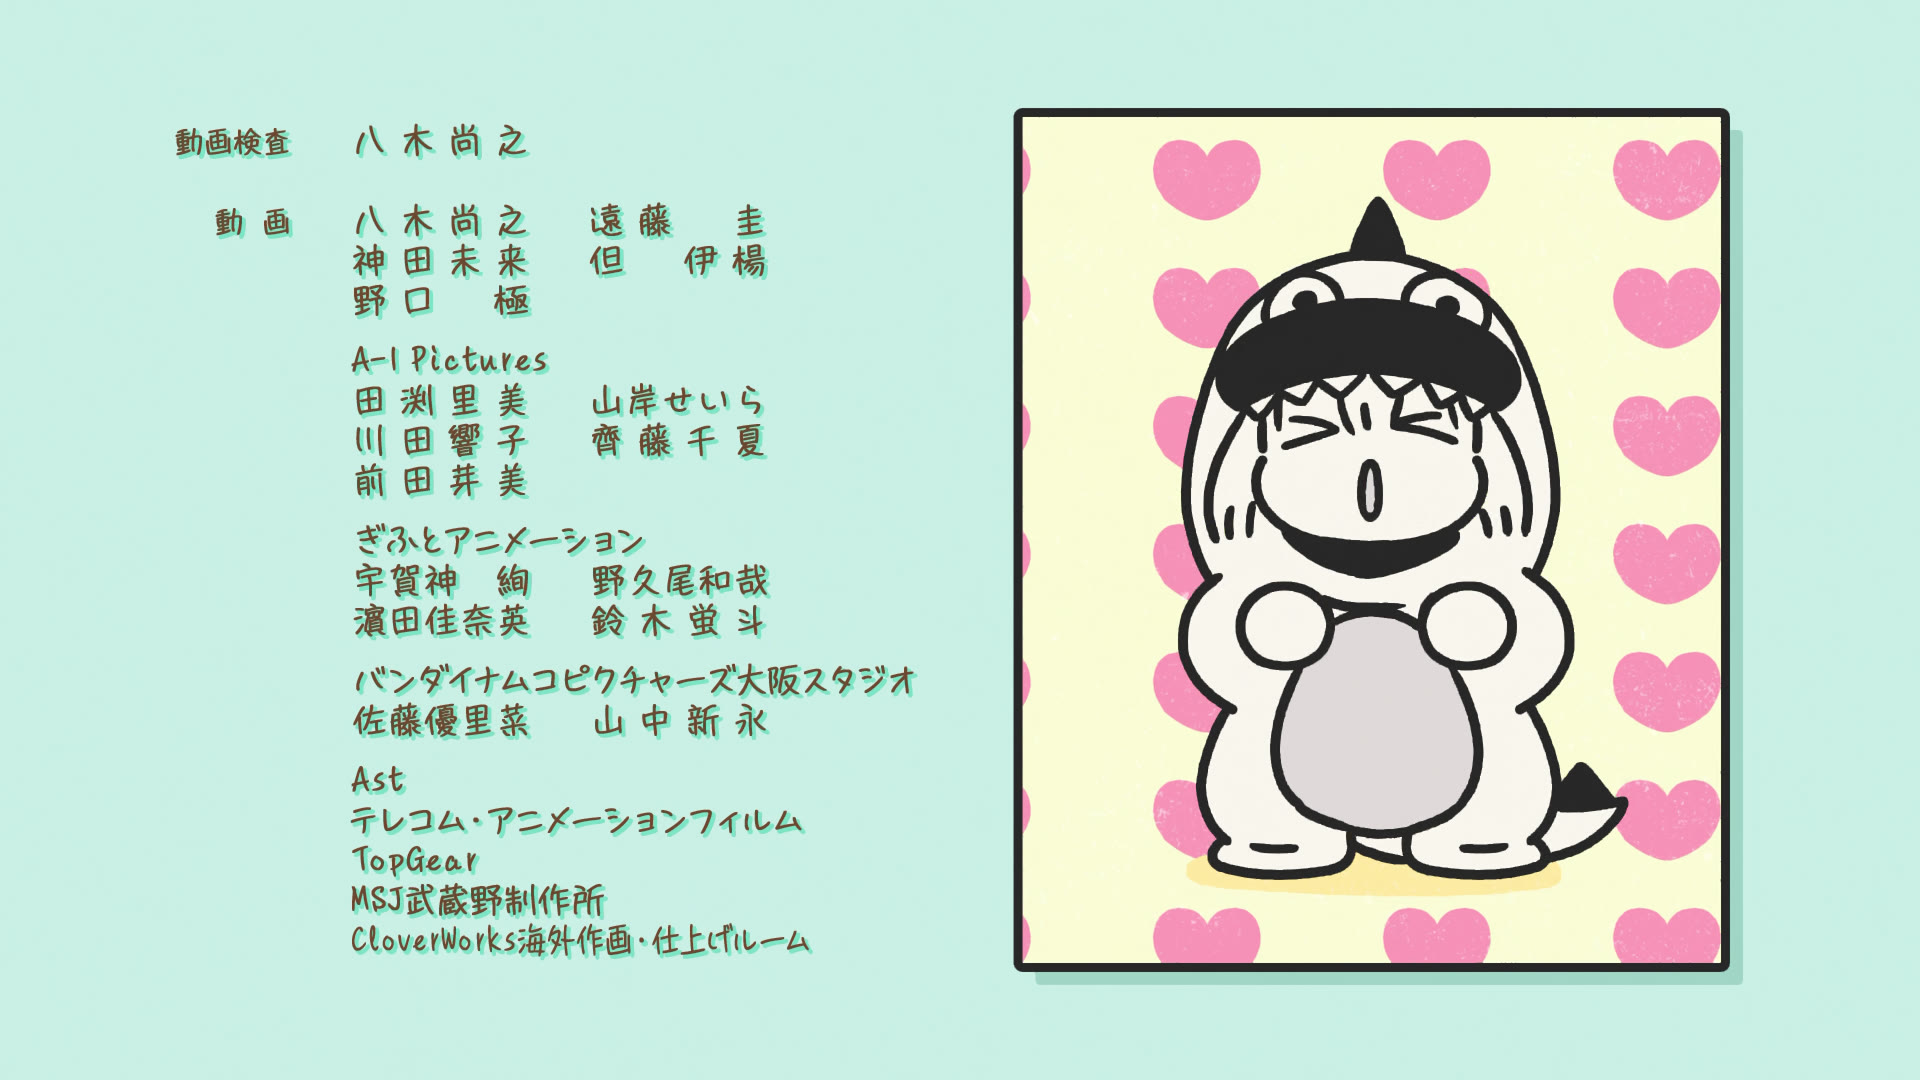 動画検査 八木尚之
動画 八木尚之 遠藤 圭
神田未来 但 伊楊
野口 極
A-1 Pictures
田渕里美 山岸せいら
川田響子 齊藤千夏
前田芽美
ぎふとアニメーション
宇賀神 絢 野久尾和哉
濵田佳奈英 鈴木蛍斗
バンダイナムコピクチャーズ大阪スタジオ
佐藤優里菜 山中新永
Ast
テレコム・アニメーションフィルム
TopGear
MSJ武蔵野制作所
CloverWorks海外作画・仕上げルーム